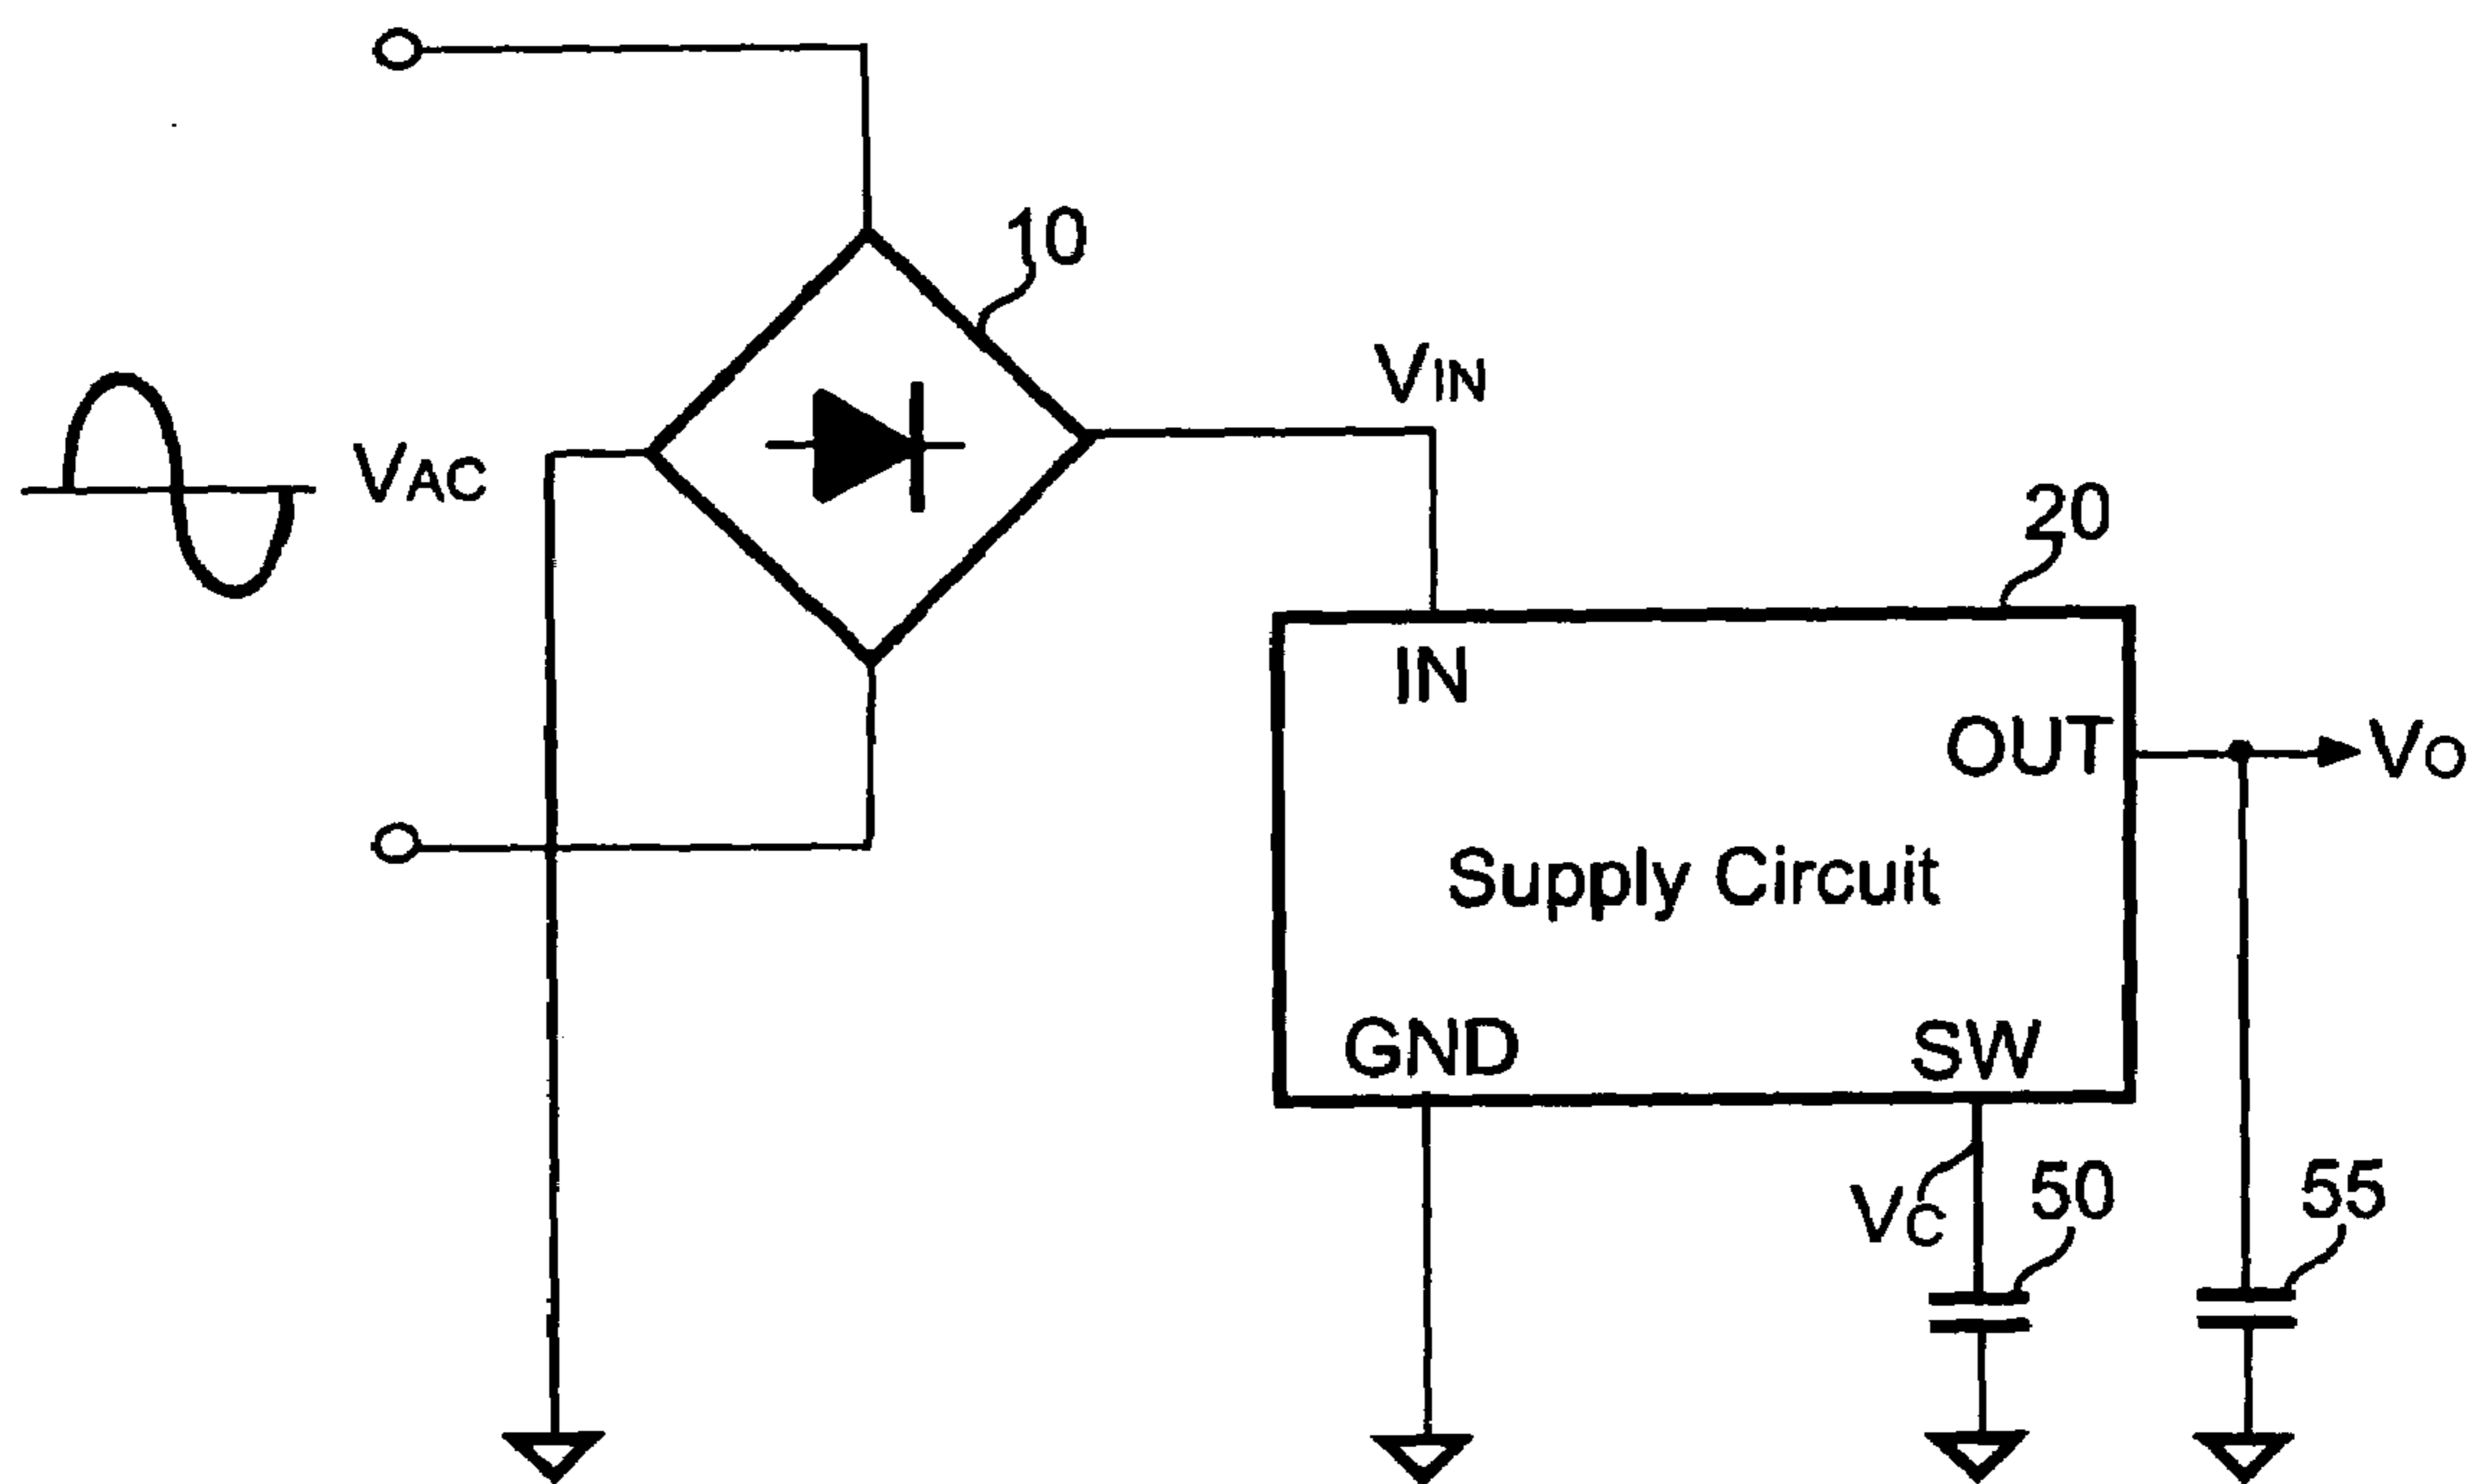 10
VIN
VAC
20
IN
OUT
VO
Supply Circuit
GND
SW
VC
50
55